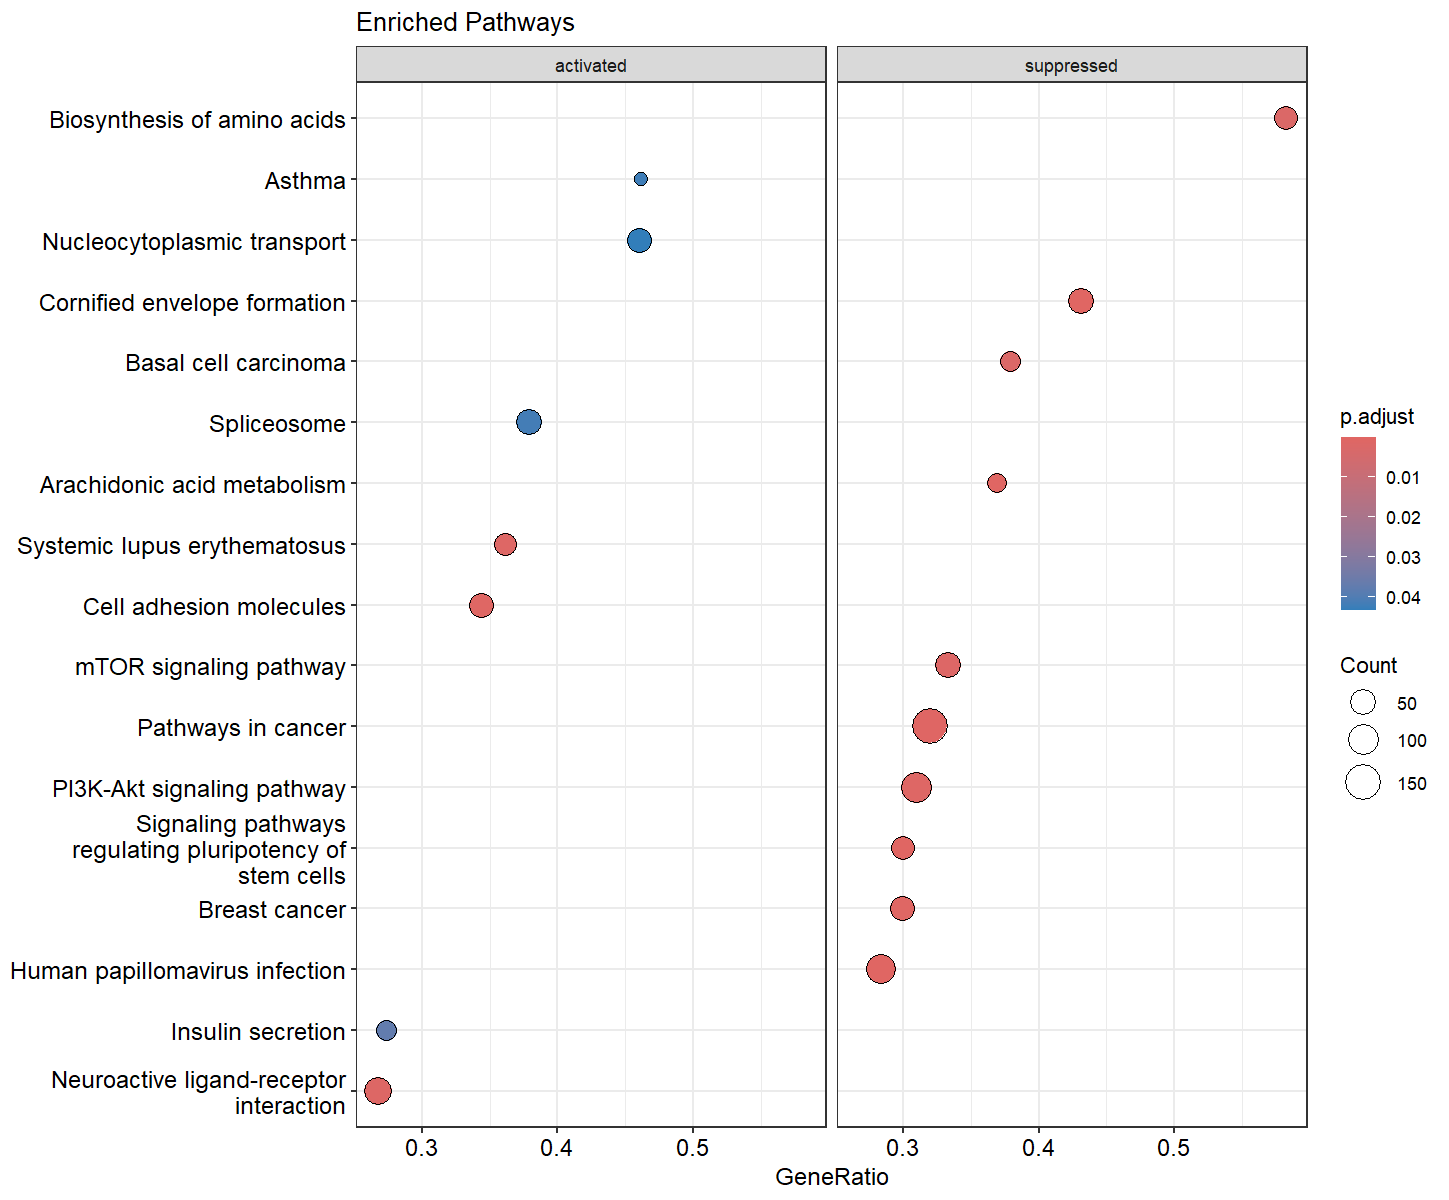 Enriched Pathways
activated
suppressed
Biosynthesis of amino acids
Asthma
Nucleocytoplasmic transport
Cornified envelope formation
Basal cell carcinoma
Spliceosome
Arachidonic acid metabolism
Systemic lupus erythematosus
Cell adhesion molecules
mTOR signaling pathway
Pathways in cancer
PI3K-Akt signaling pathway
Signaling pathways
regulating pluripotency of
stem cells
Breast cancer
Human papillomavirus infection
Insulin secretion
Neuroactive ligand-receptor
interaction
0.3 0.4 0.5
0.3 0.4 0.5
GeneRatio
p.adjust
0.01
0.02
0.03
0.04
Count
50
100
150